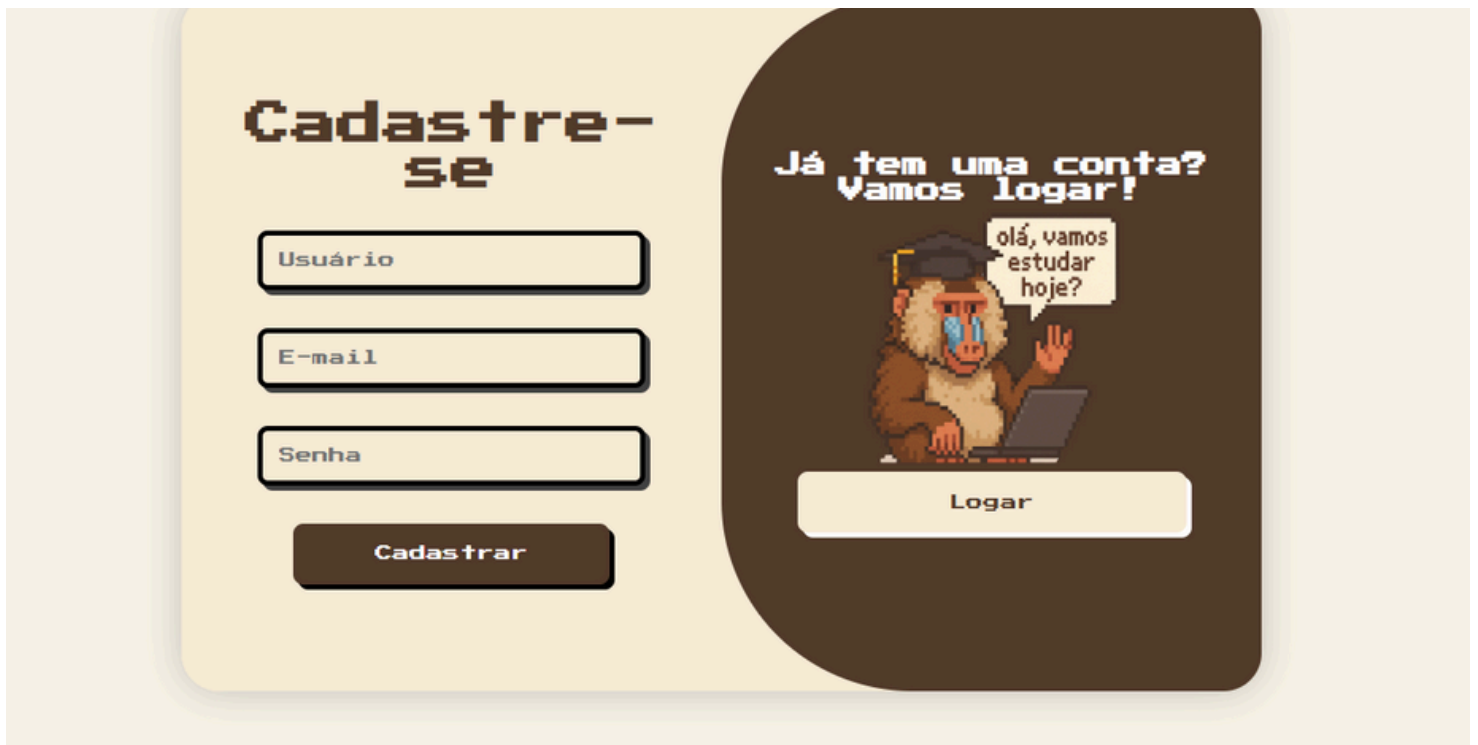 Cadastre-
se
Usuário
E-mail
Senha
Cadastrar
Já tem uma conta?
Vamos logar!
olá, vamos
estudar
hoje?
Logar